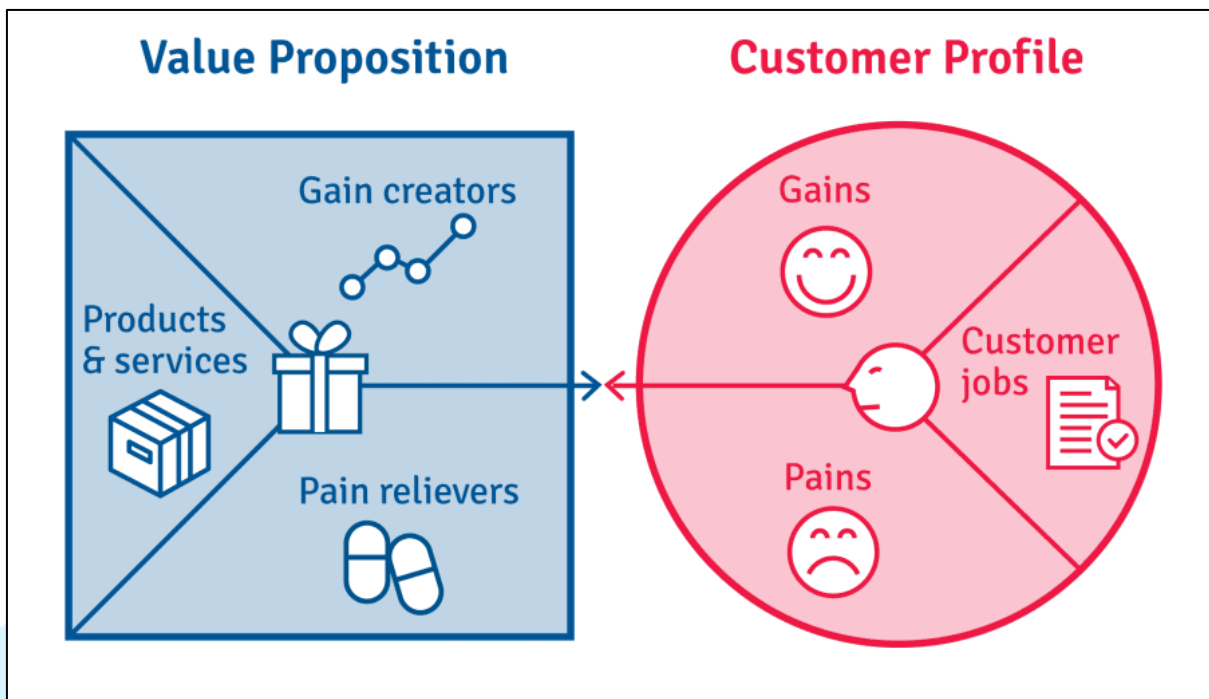 Value Proposition
Customer Profile
Gain creators
Products
& services
Pain relievers
Gains
Customer
jobs
Pains